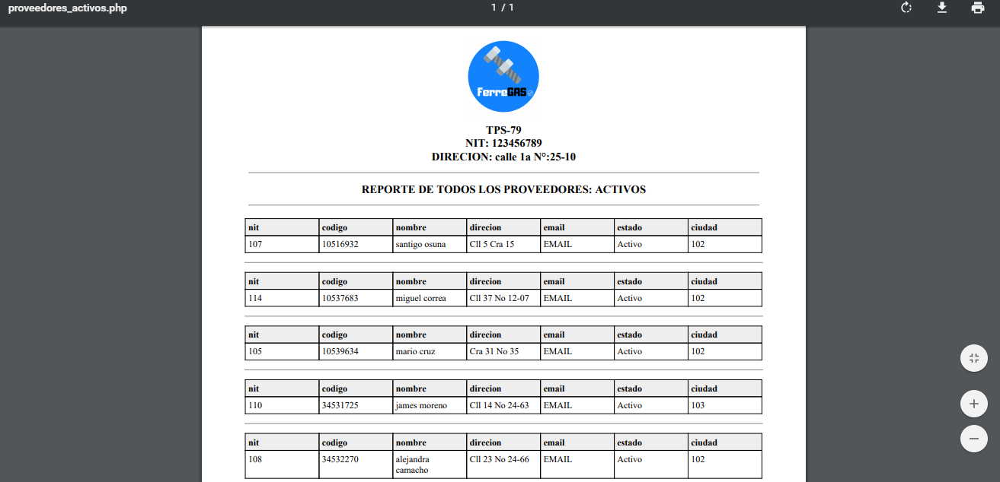 proveedores_activos.php
1 / 1
FerreGAS
TPS-79
NIT: 123456789
DIRECION: calle 1a N°:25-10
REPORTE DE TODOS LOS PROVEEDORES: ACTIVOS
nit codigo nombre direcion email estado ciudad
107 10516932 santigo osuna Cll 5 Cra 15 EMAIL Activo 102
nit codigo nombre direcion email estado ciudad
114 10537683 miguel correa Cll 37 No 12-07 EMAIL Activo 102
nit codigo nombre direcion email estado ciudad
105 10539634 mario cruz Cra 31 No 35 EMAIL Activo 102
nit codigo nombre direcion email estado ciudad
110 34531725 james moreno Cll 14 No 24-63 EMAIL Activo 103
nit codigo nombre direcion email estado ciudad
108 34532270 alejandra Cll 23 No 24-66 EMAIL Activo 102
camacho